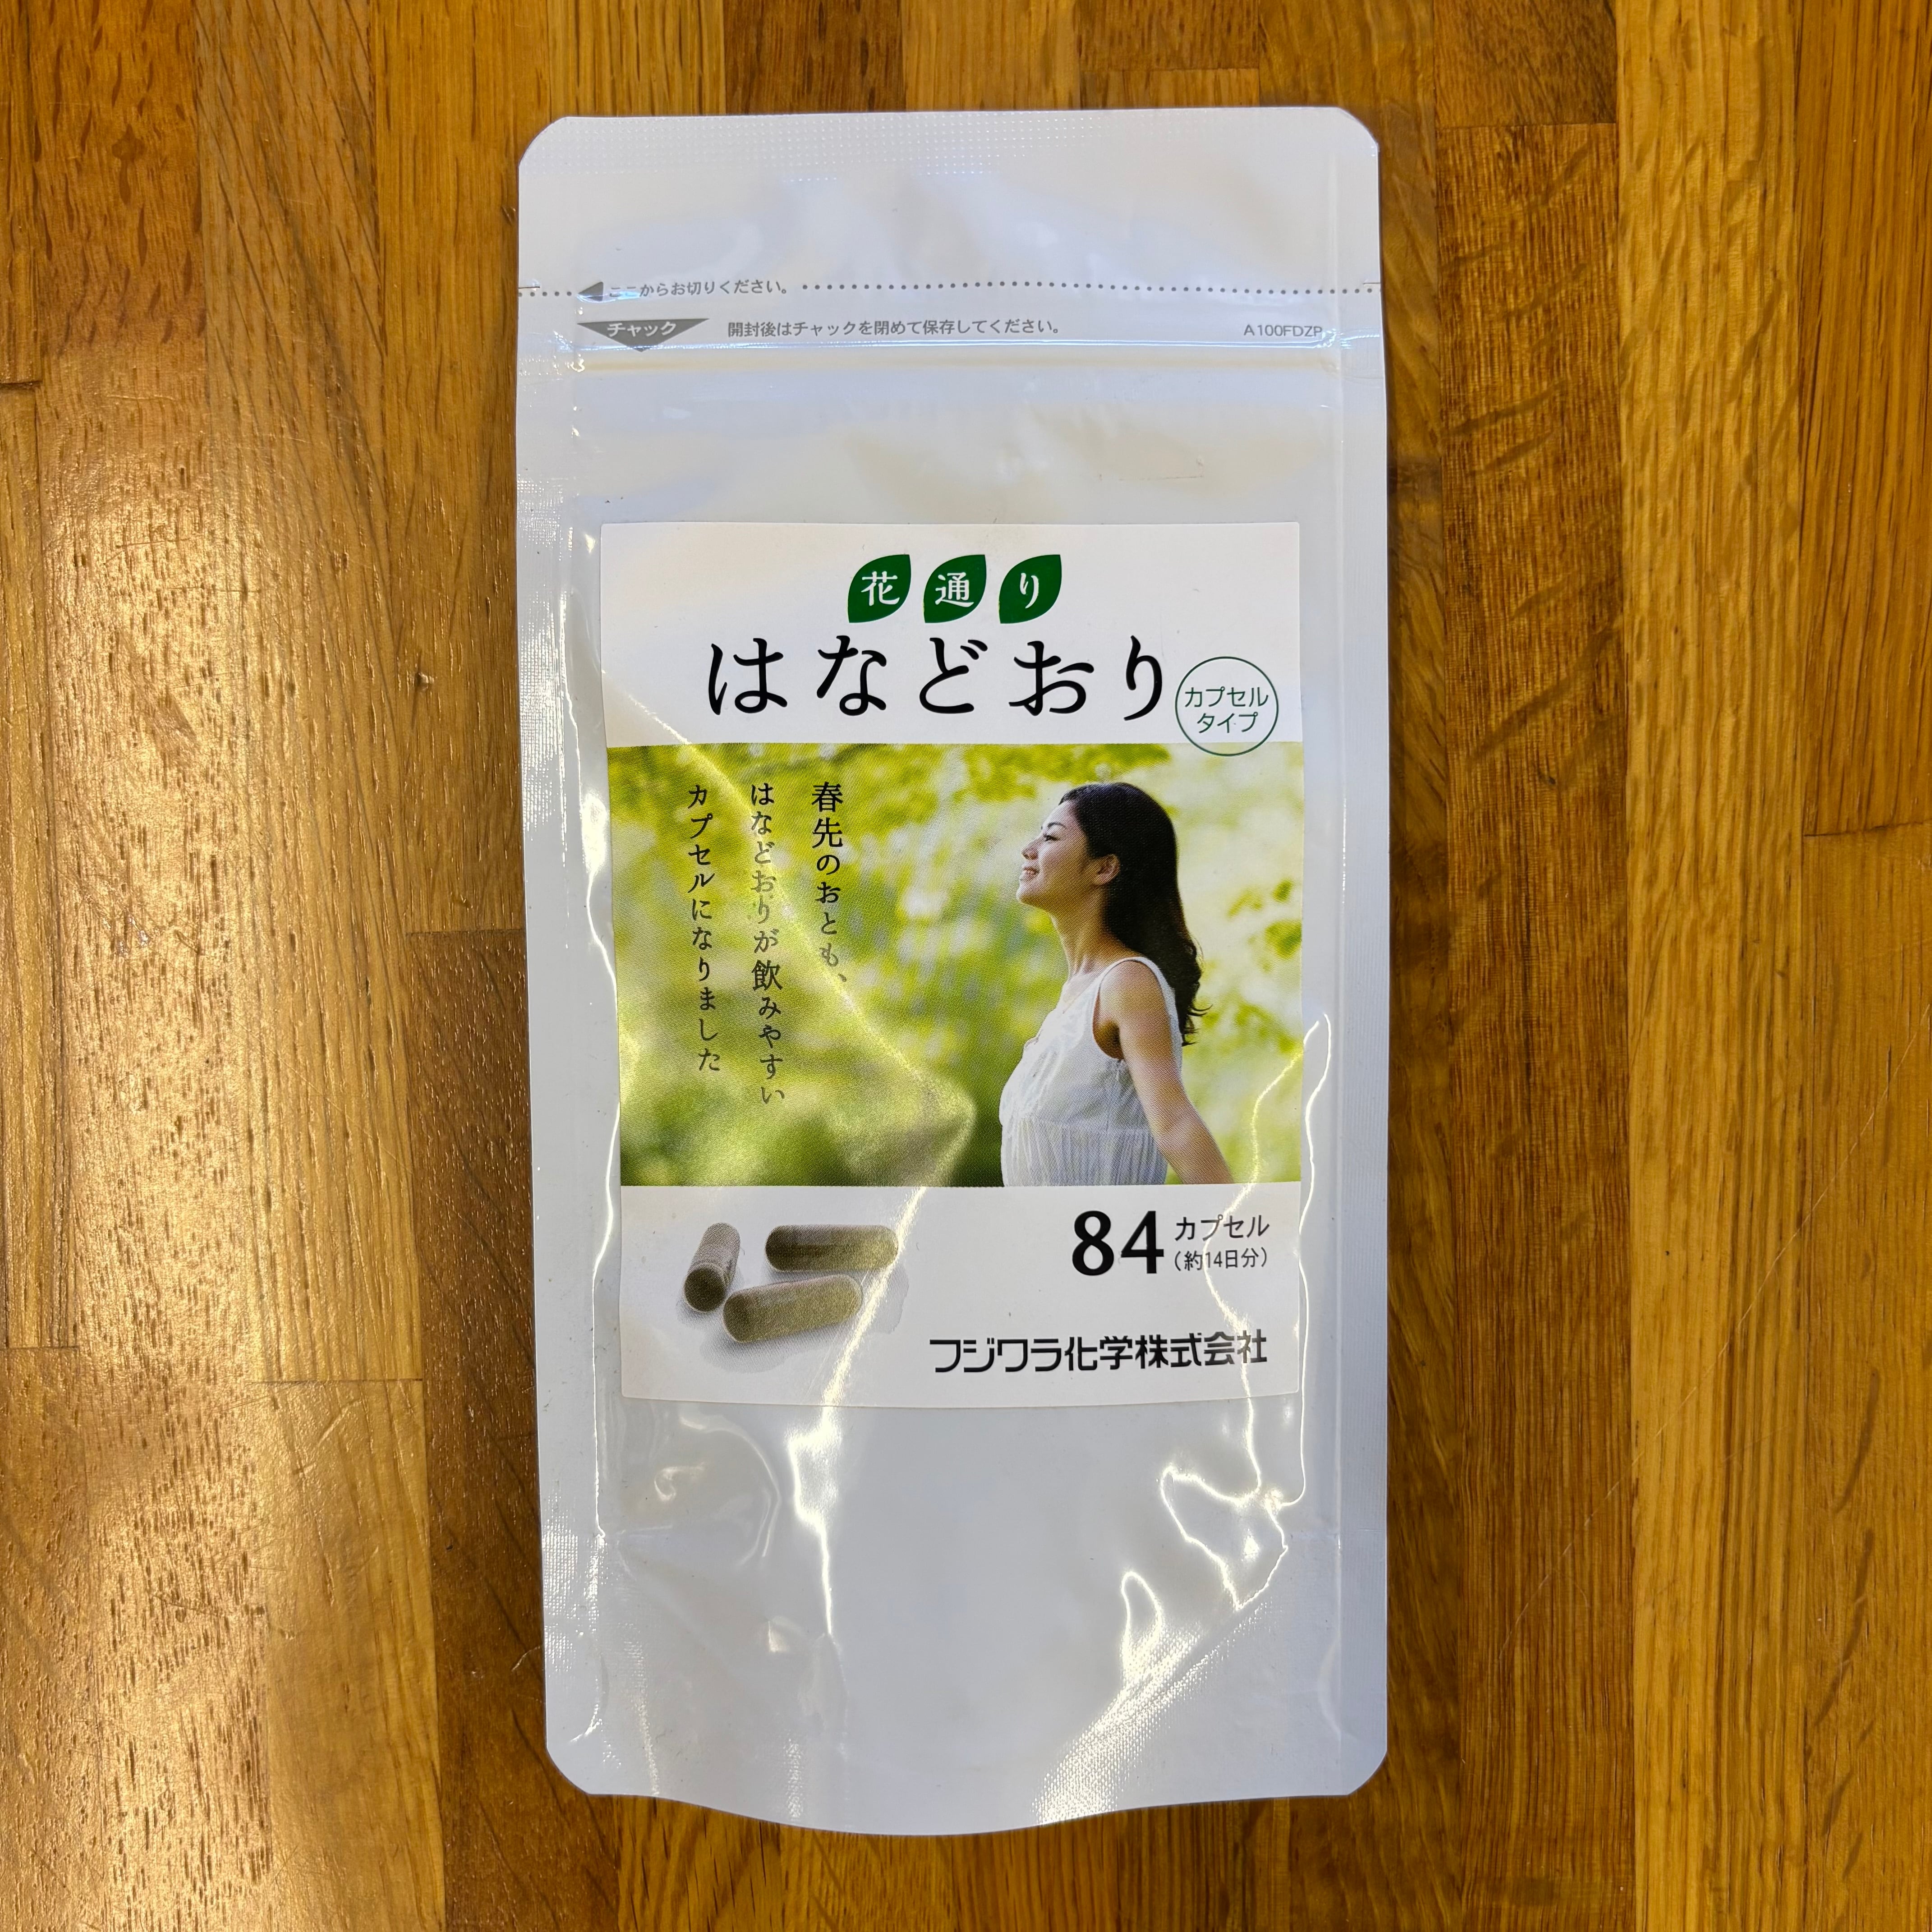 ここからお切りください。
チャック
開封後はチャックを閉めて保存してください。
A100FDZP
花通り
はなどおり
カプセル
タイプ
春先のおとも、
はなどおりが飲みやすい
カプセルになりました
84 カプセル
(約14日分)
フジワラ化学株式会社